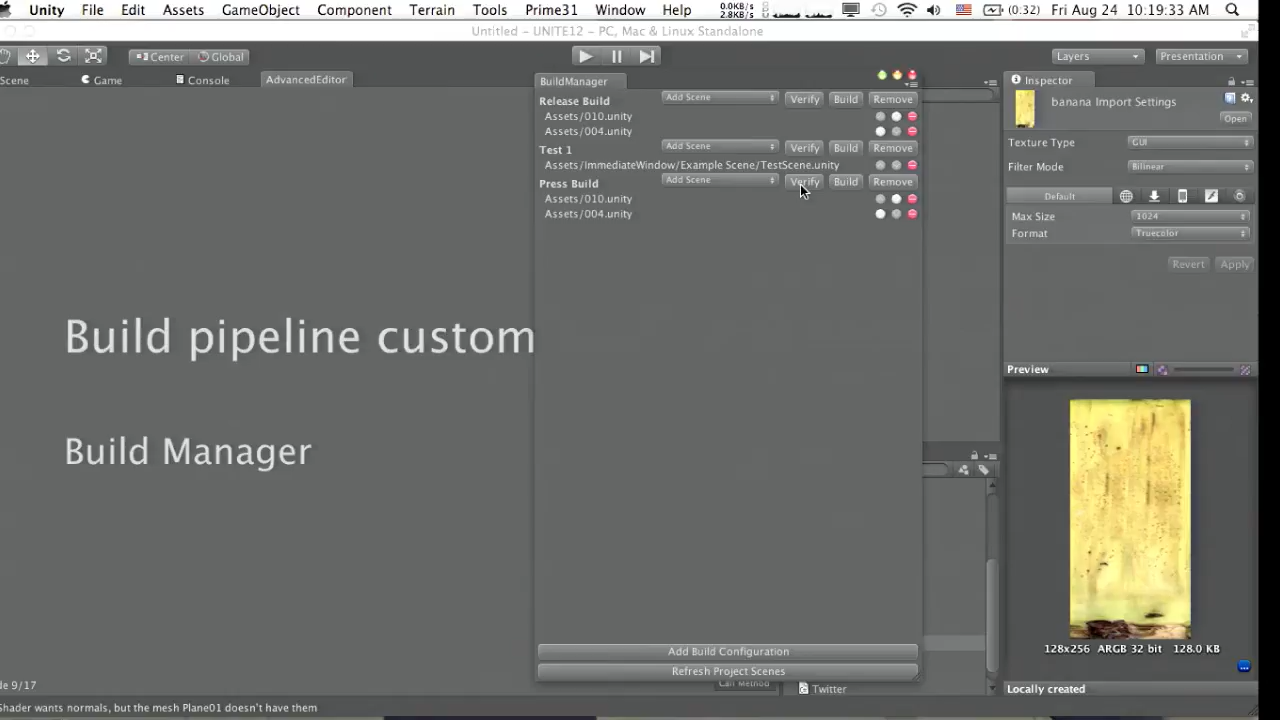 Unity File Edit Assets GameObject Component Terrain Tools Prime31 Window Help 0.0KB/s 2.8KB/s (0:32) Fri Aug 24 10:19:33 AM
Untitled - UNITE12 - PC, Mac & Linux Standalone
Center Global Layers Presentation
Scene Game Console AdvancedEditor
BuildManager
Inspector
Release Build Add Scene Verify Build Remove
Assets/010.unity
Assets/004.unity
Test 1 Add Scene Verify Build Remove
Assets/ImmediateWindow/Example Scene/TestScene.unity
Press Build Add Scene Verify Build Remove
Assets/010.unity
Assets/004.unity
banana Import Settings
Open
Texture Type GUI
Filter Mode Bilinear
Default
Max Size 1024
Format Truecolor
Revert Apply
Build pipeline custom
Build Manager
Preview
128x256 ARGB 32 bit 128.0 KB
Add Build Configuration
Refresh Project Scenes
de 9/17
Call Method
Twitter
Locally created
Shader wants normals, but the mesh Plane01 doesn't have them